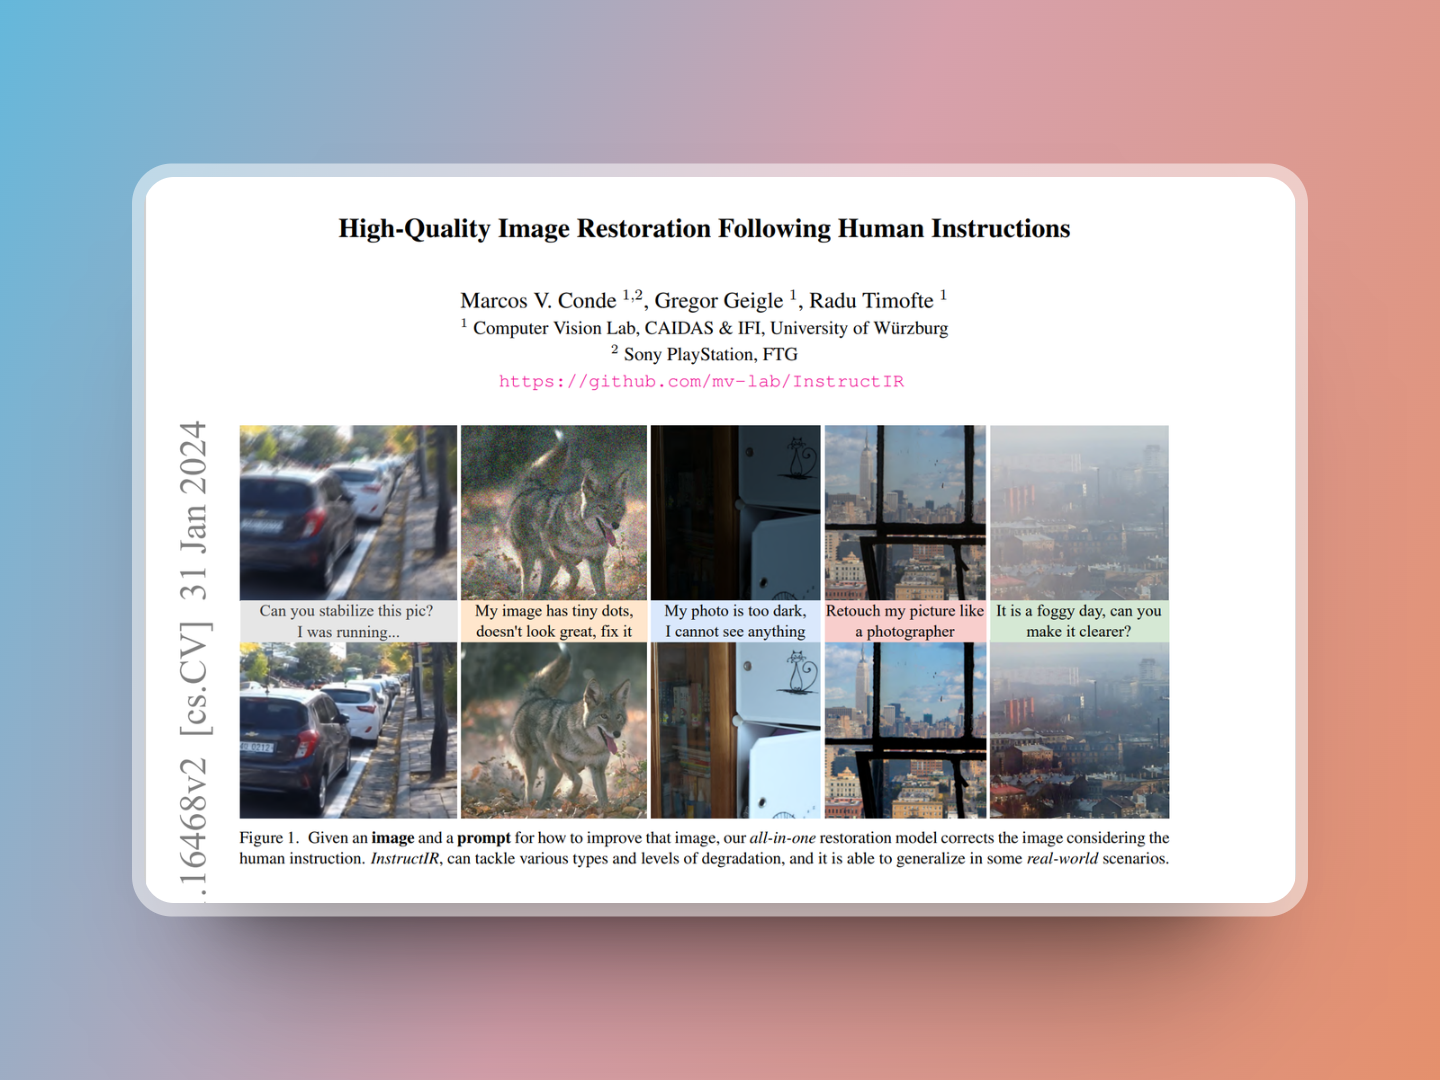 High-Quality Image Restoration Following Human Instructions
Marcos V. Conde 1,2, Gregor Geigle 1, Radu Timofte 1
1 Computer Vision Lab, CAIDAS & IFI, University of Würzburg
2 Sony PlayStation, FTG
https://github.com/mv-lab/InstructIR
.16468v2 [cs.CV] 31 Jan 2024
Can you stabilize this pic?
I was running...
My image has tiny dots,
doesn't look great, fix it
My photo is too dark,
I cannot see anything
Retouch my picture like
a photographer
It is a foggy day, can you
make it clearer?
Figure 1. Given an image and a prompt for how to improve that image, our all-in-one restoration model corrects the image considering the
human instruction. InstructIR, can tackle various types and levels of degradation, and it is able to generalize in some real-world scenarios.